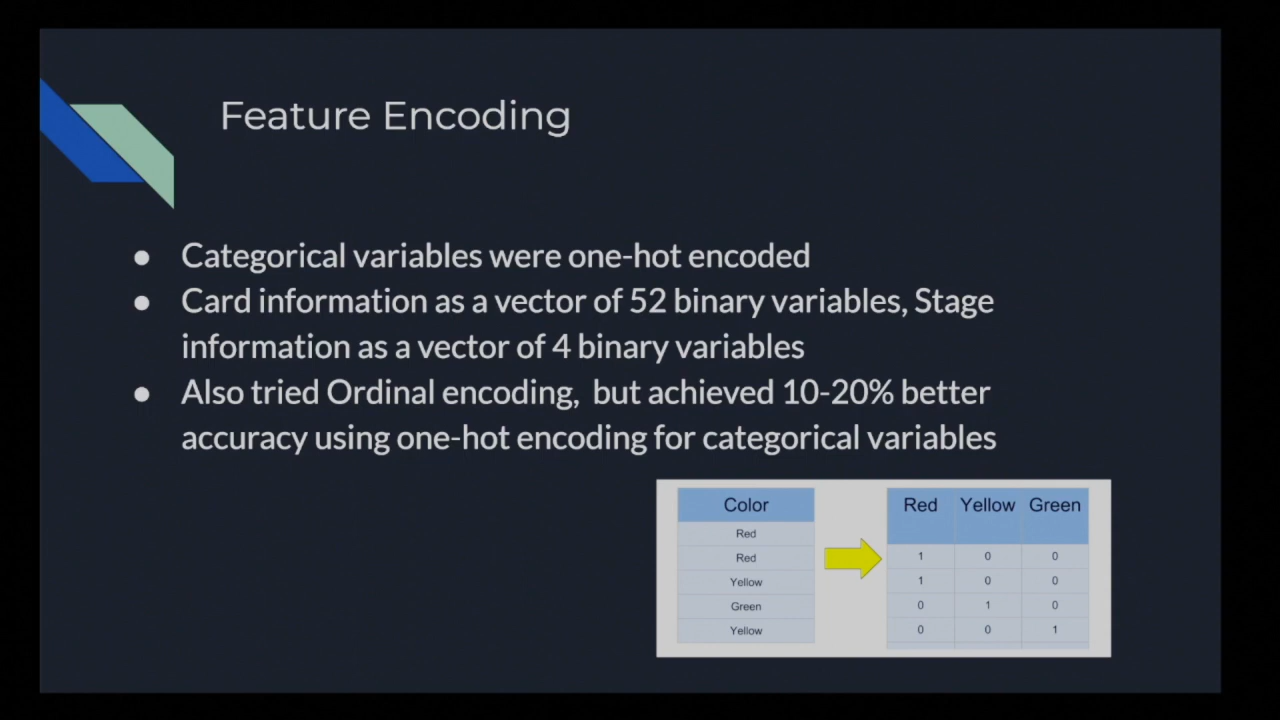 Feature Encoding
● Categorical variables were one-hot encoded
● Card information as a vector of 52 binary variables, Stage
information as a vector of 4 binary variables
● Also tried Ordinal encoding, but achieved 10-20% better
accuracy using one-hot encoding for categorical variables
Color
Red
Red
Yellow
Green
Yellow
Red Yellow Green
1 0 0
1 0 0
0 1 0
0 0 1